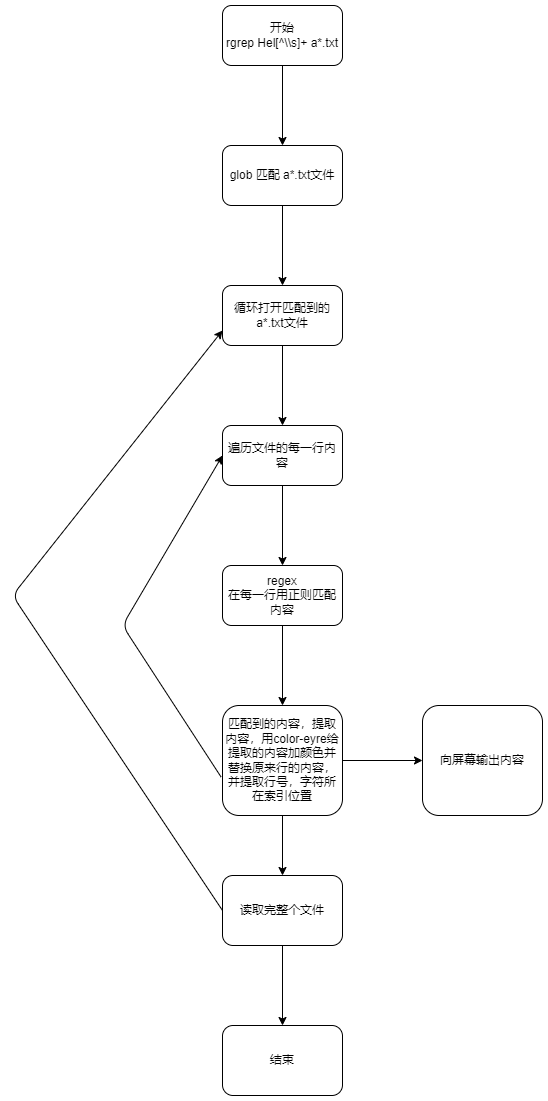 开始
rgrep Hel[^\\s]+ a*.txt
glob 匹配 a*.txt文件
循环打开匹配到的
a*.txt文件
遍历文件的每一行内
容
regex
在每一行用正则匹配
内容
匹配到的内容，提取
内容，用color-eyre给
提取的内容加颜色并
替换原来行的内容，
并提取行号，字符所
在索引位置
向屏幕输出内容
读取完整个文件
结束